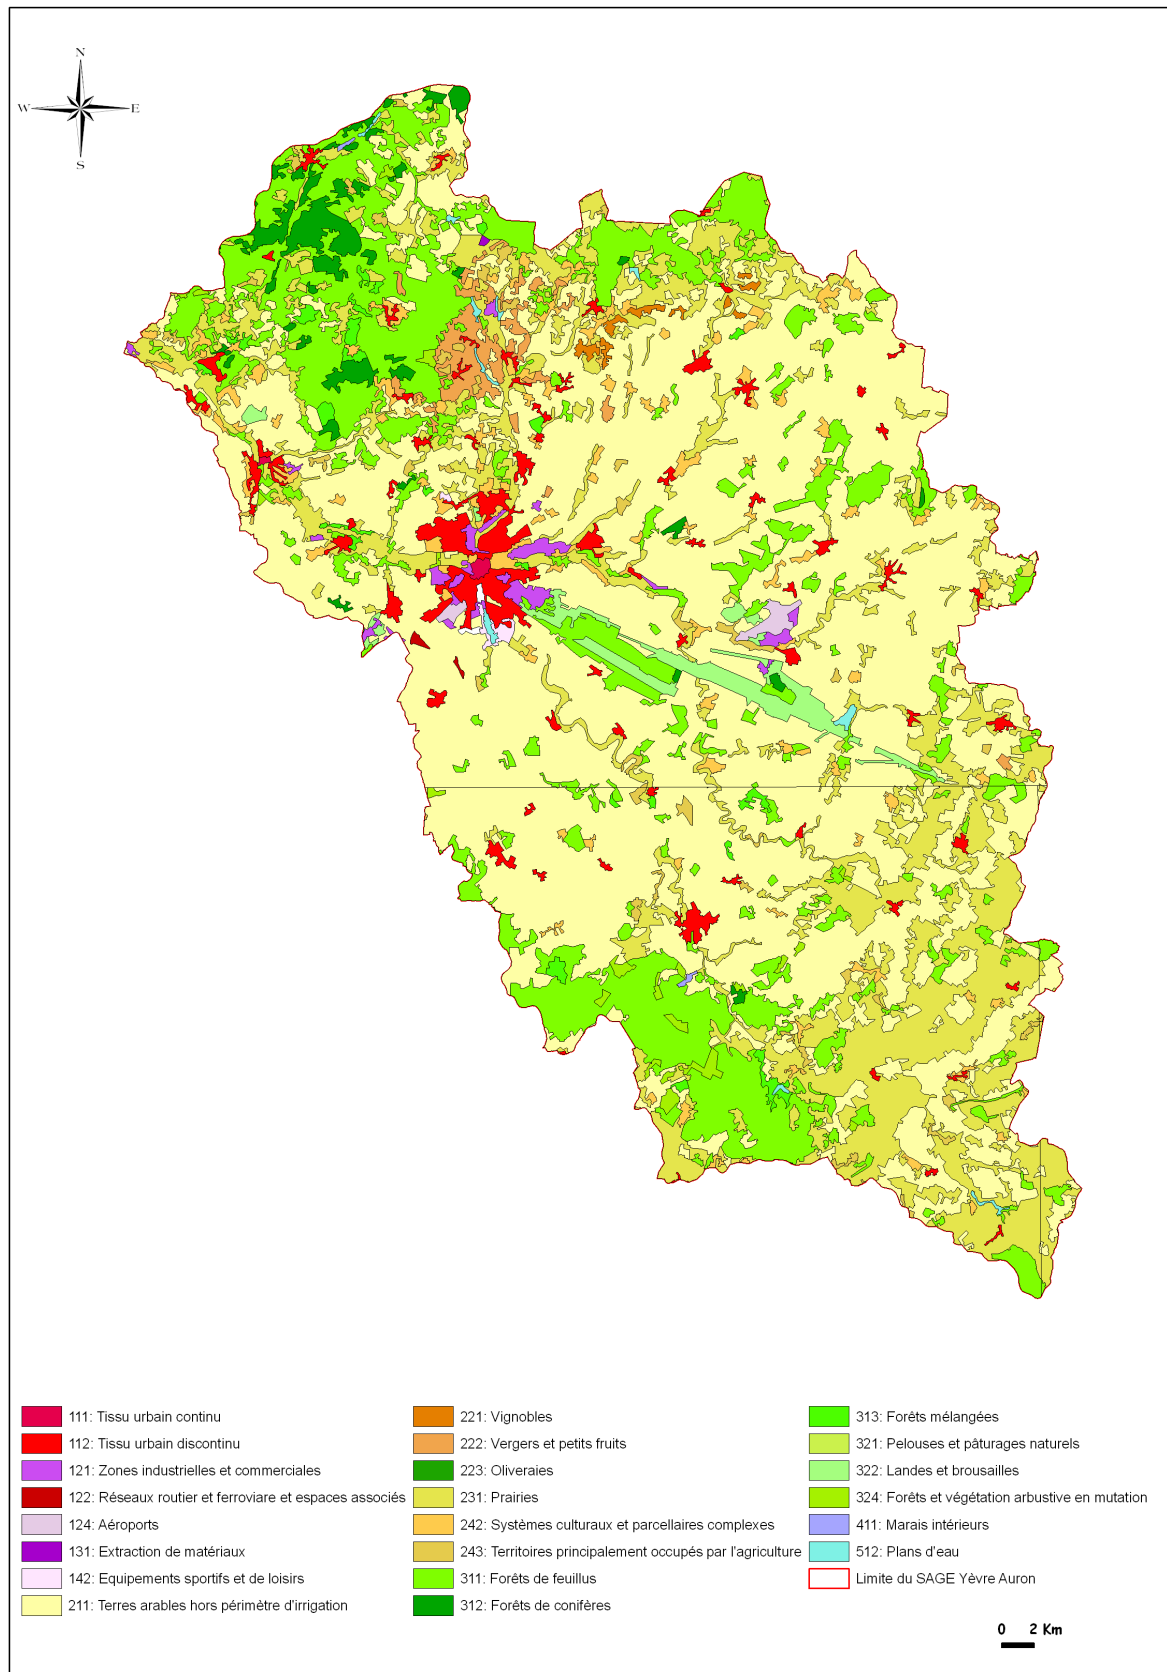 N
W E
S
111: Tissu urbain continu
112: Tissu urbain discontinu
121: Zones industrielles et commerciales
122: Réseaux routier et ferroviaire et espaces associés
124: Aéroports
131: Extraction de matériaux
142: Equipements sportifs et de loisirs
211: Terres arables hors périmètre d'irrigation
221: Vignobles
222: Vergers et petits fruits
223: Oliveraies
231: Prairies
242: Systèmes culturaux et parcellaires complexes
243: Territoires principalement occupés par l'agriculture
311: Forêts de feuillus
312: Forêts de conifères
313: Forêts mélangées
321: Pelouses et pâturages naturels
322: Landes et brousailles
324: Forêts et végétation arbustive en mutation
411: Marais intérieurs
512: Plans d'eau
Limite du SAGE Yèvre Auron
0 2 Km